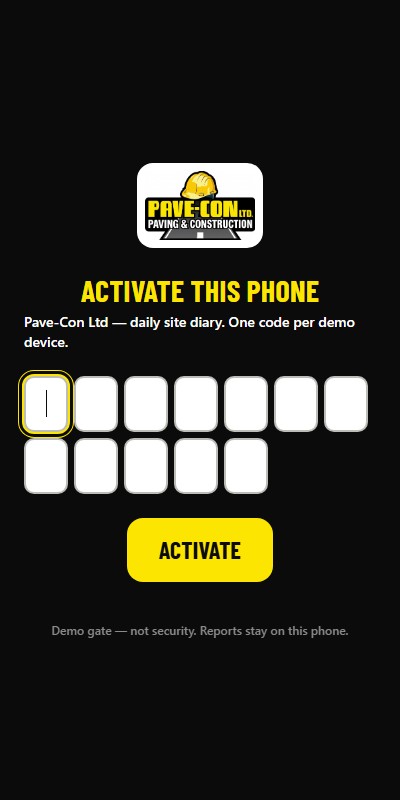 PAVE-CON LTD.
PAVING & CONSTRUCTION
ACTIVATE THIS PHONE
Pave-Con Ltd — daily site diary. One code per demo
device.
ACTIVATE
Demo gate — not security. Reports stay on this phone.